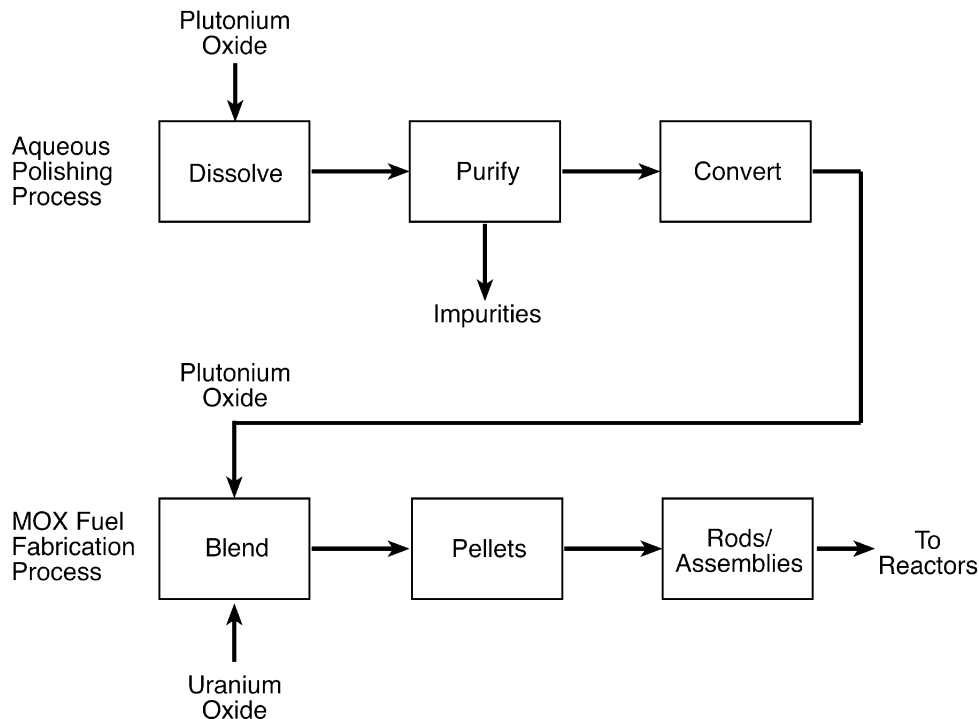 Plutonium
Oxide
Aqueous
Polishing
Process
Dissolve
Purify
Convert
Impurities
Plutonium
Oxide
MOX Fuel
Fabrication
Process
Blend
Pellets
Rods/
Assemblies
To
Reactors
Uranium
Oxide